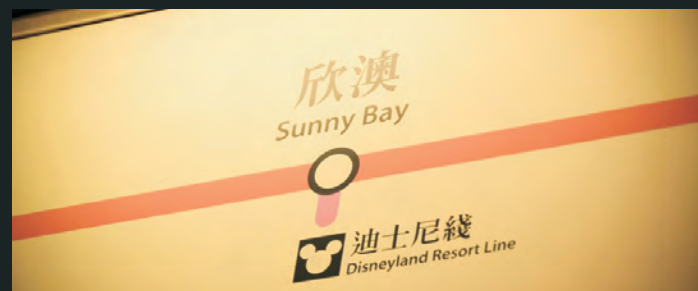 欣澳
Sunny Bay
迪士尼綫
Disneyland Resort Line